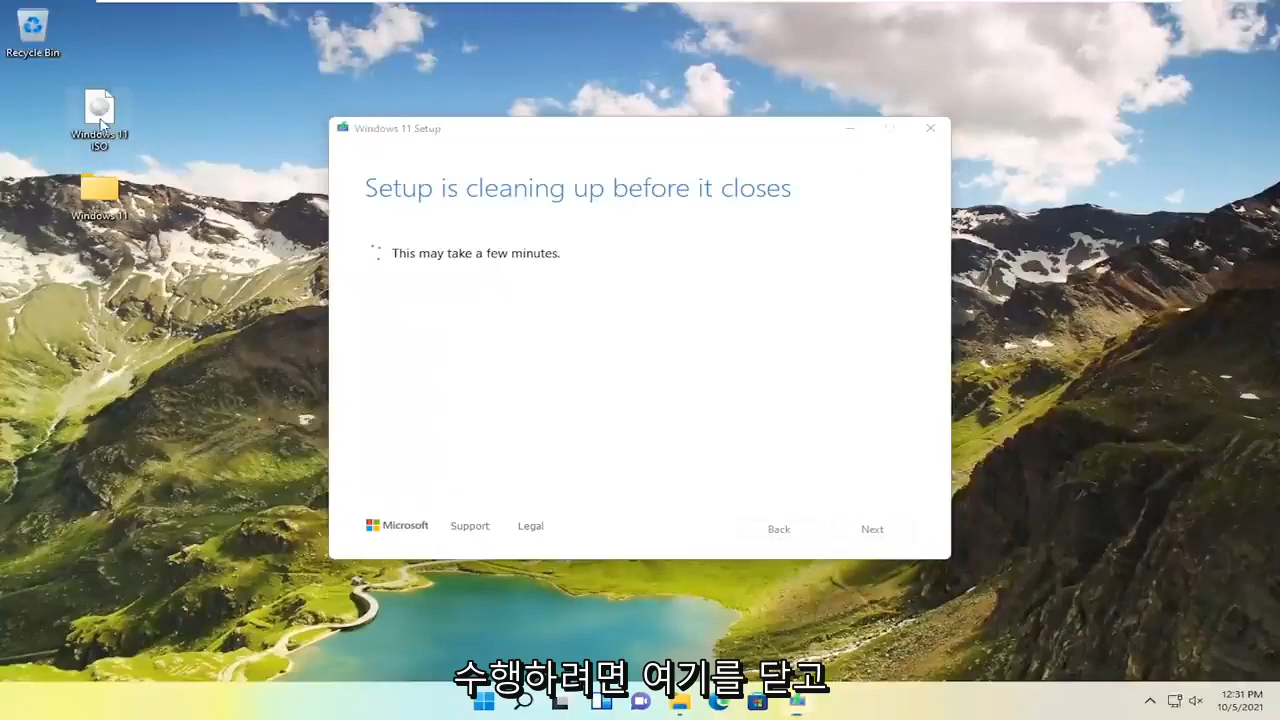 Recycle Bin
Windows 11
ISO
Windows 11
Windows 11 Setup
Setup is cleaning up before it closes
This may take a few minutes.
Microsoft
Support
Legal
Back
Next
수행하려면 여기를 닫고
12:31 PM
10/5/2021